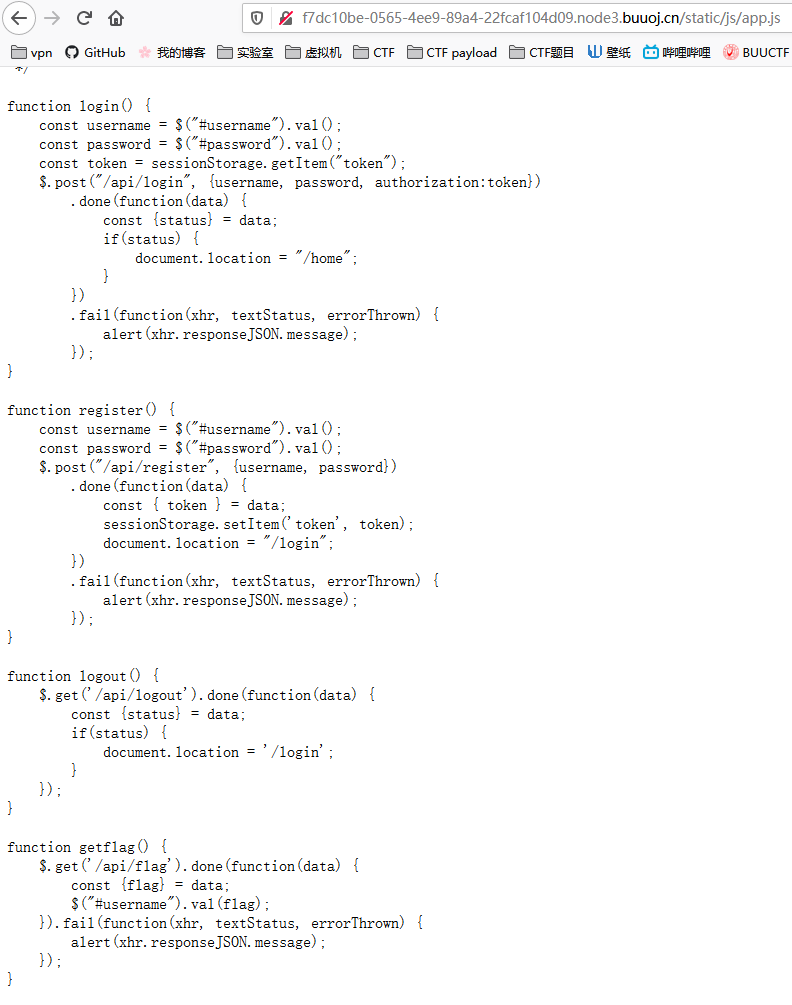 f7dc10be-0565-4ee9-89a4-22fcaf104d09.node3.buuoj.cn/static/js/app.js
vpn GitHub 我的博客 实验室 虚拟机 CTF CTF payload CTF题目 壁纸 哔哩哔哩 BUUCTF
*/
function login() {
    const username = $("#username").val();
    const password = $("#password").val();
    const token = sessionStorage.getItem("token");
    $.post("/api/login", {username, password, authorization:token})
        .done(function(data) {
            const {status} = data;
            if(status) {
                document.location = "/home";
            }
        })
        .fail(function(xhr, textStatus, errorThrown) {
            alert(xhr.responseJSON.message);
        });
}
function register() {
    const username = $("#username").val();
    const password = $("#password").val();
    $.post("/api/register", {username, password})
        .done(function(data) {
            const { token } = data;
            sessionStorage.setItem('token', token);
            document.location = "/login";
        })
        .fail(function(xhr, textStatus, errorThrown) {
            alert(xhr.responseJSON.message);
        });
}
function logout() {
    $.get('/api/logout').done(function(data) {
        const {status} = data;
        if(status) {
            document.location = '/login';
        }
    });
}
function getflag() {
    $.get('/api/flag').done(function(data) {
        const {flag} = data;
        $("#username").val(flag);
    }).fail(function(xhr, textStatus, errorThrown) {
        alert(xhr.responseJSON.message);
    });
}